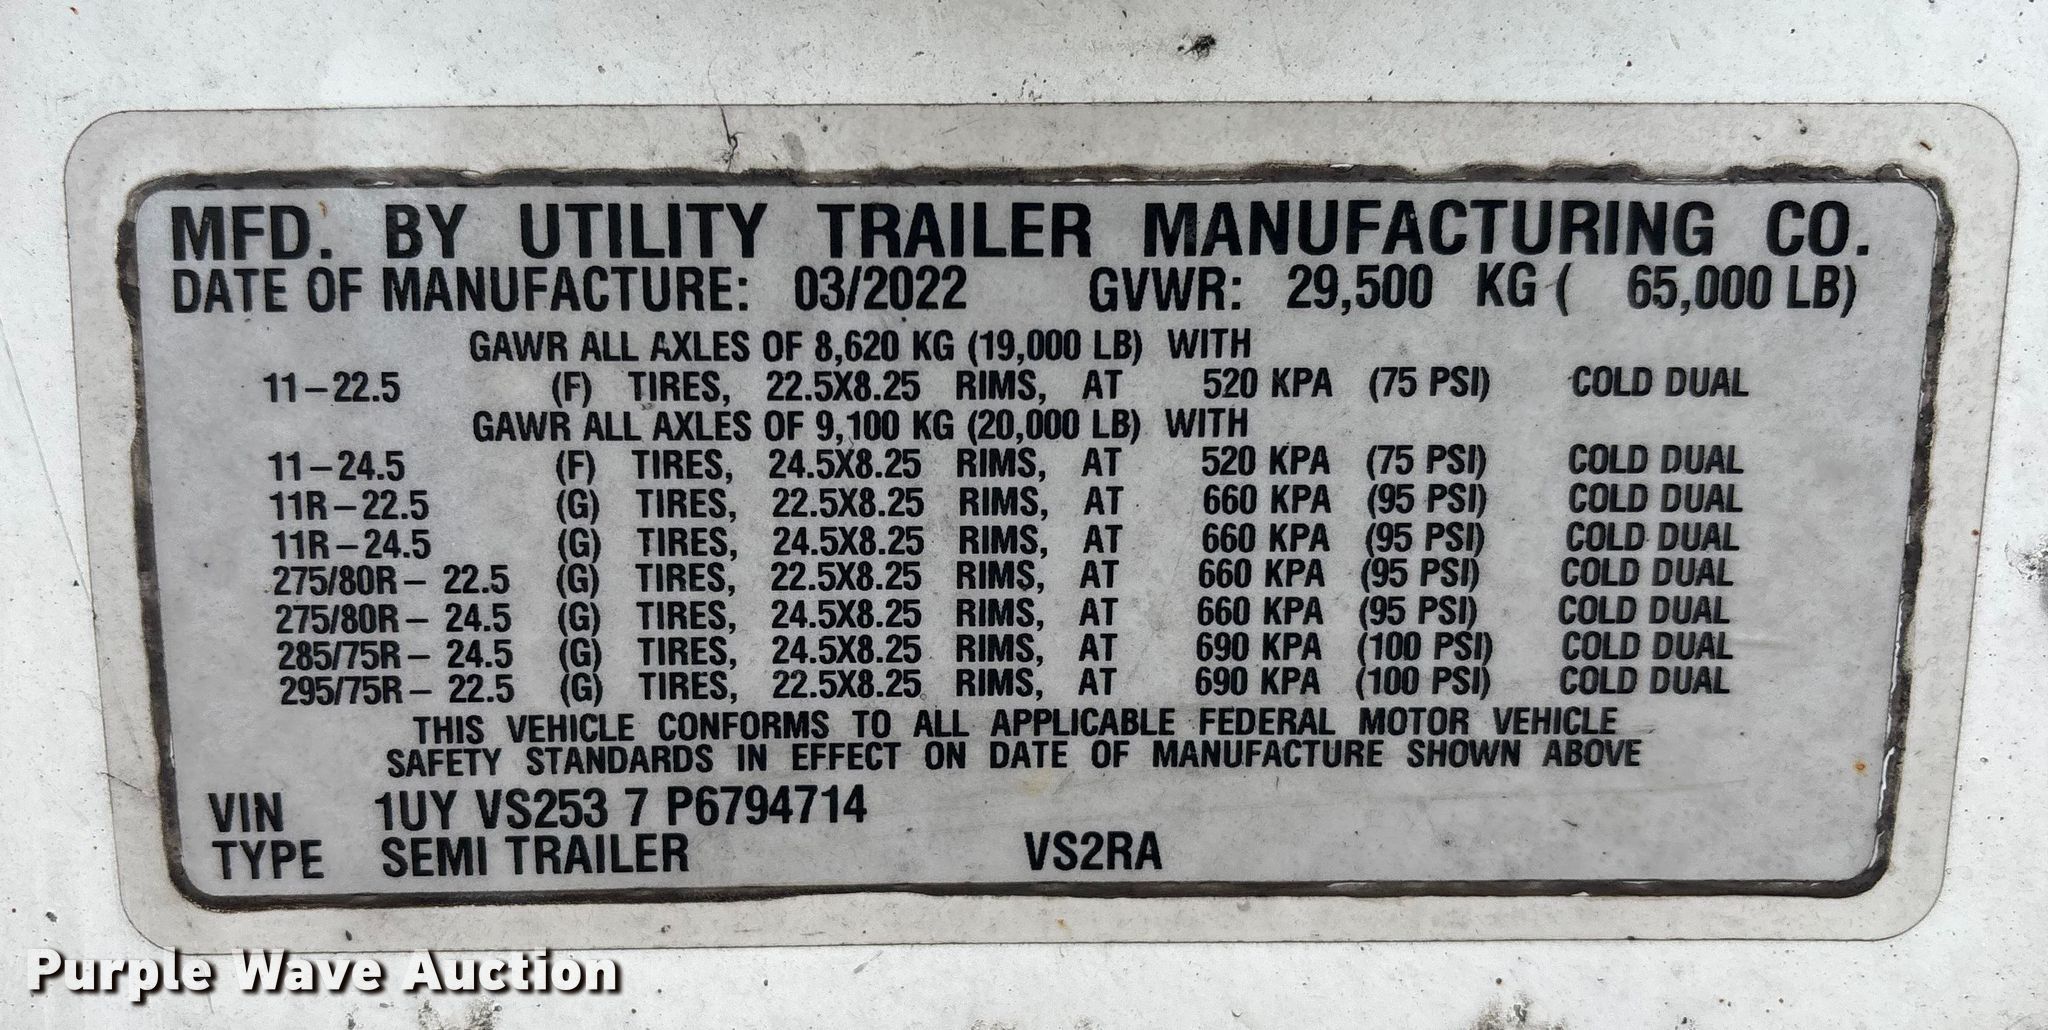 MFD. BY UTILITY TRAILER MANUFACTURING CO.
DATE OF MANUFACTURE: 03/2022 GVWR: 29,500 KG ( 65,000 LB)
GAWR ALL AXLES OF 8,620 KG (19,000 LB) WITH
11-22.5 (F) TIRES, 22.5X8.25 RIMS, AT 520 KPA (75 PSI) COLD DUAL
GAWR ALL AXLES OF 9,100 KG (20,000 LB) WITH
11-24.5 (F) TIRES, 24.5X8.25 RIMS, AT 520 KPA (75 PSI) COLD DUAL
11R-22.5 (G) TIRES, 22.5X8.25 RIMS, AT 660 KPA (95 PSI) COLD DUAL
11R-24.5 (G) TIRES, 24.5X8.25 RIMS, AT 660 KPA (95 PSI) COLD DUAL
275/80R- 22.5 (G) TIRES, 22.5X8.25 RIMS, AT 660 KPA (95 PSI) COLD DUAL
275/80R- 24.5 (G) TIRES, 24.5X8.25 RIMS, AT 660 KPA (95 PSI) COLD DUAL
285/75R- 24.5 (G) TIRES, 24.5X8.25 RIMS, AT 690 KPA (100 PSI) COLD DUAL
295/75R- 22.5 (G) TIRES, 22.5X8.25 RIMS, AT 690 KPA (100 PSI) COLD DUAL
THIS VEHICLE CONFORMS TO ALL APPLICABLE FEDERAL MOTOR VEHICLE
SAFETY STANDARDS IN EFFECT ON DATE OF MANUFACTURE SHOWN ABOVE
VIN 1UY VS253 7 P6794714
TYPE SEMI TRAILER VS2RA
Purple Wave Auction